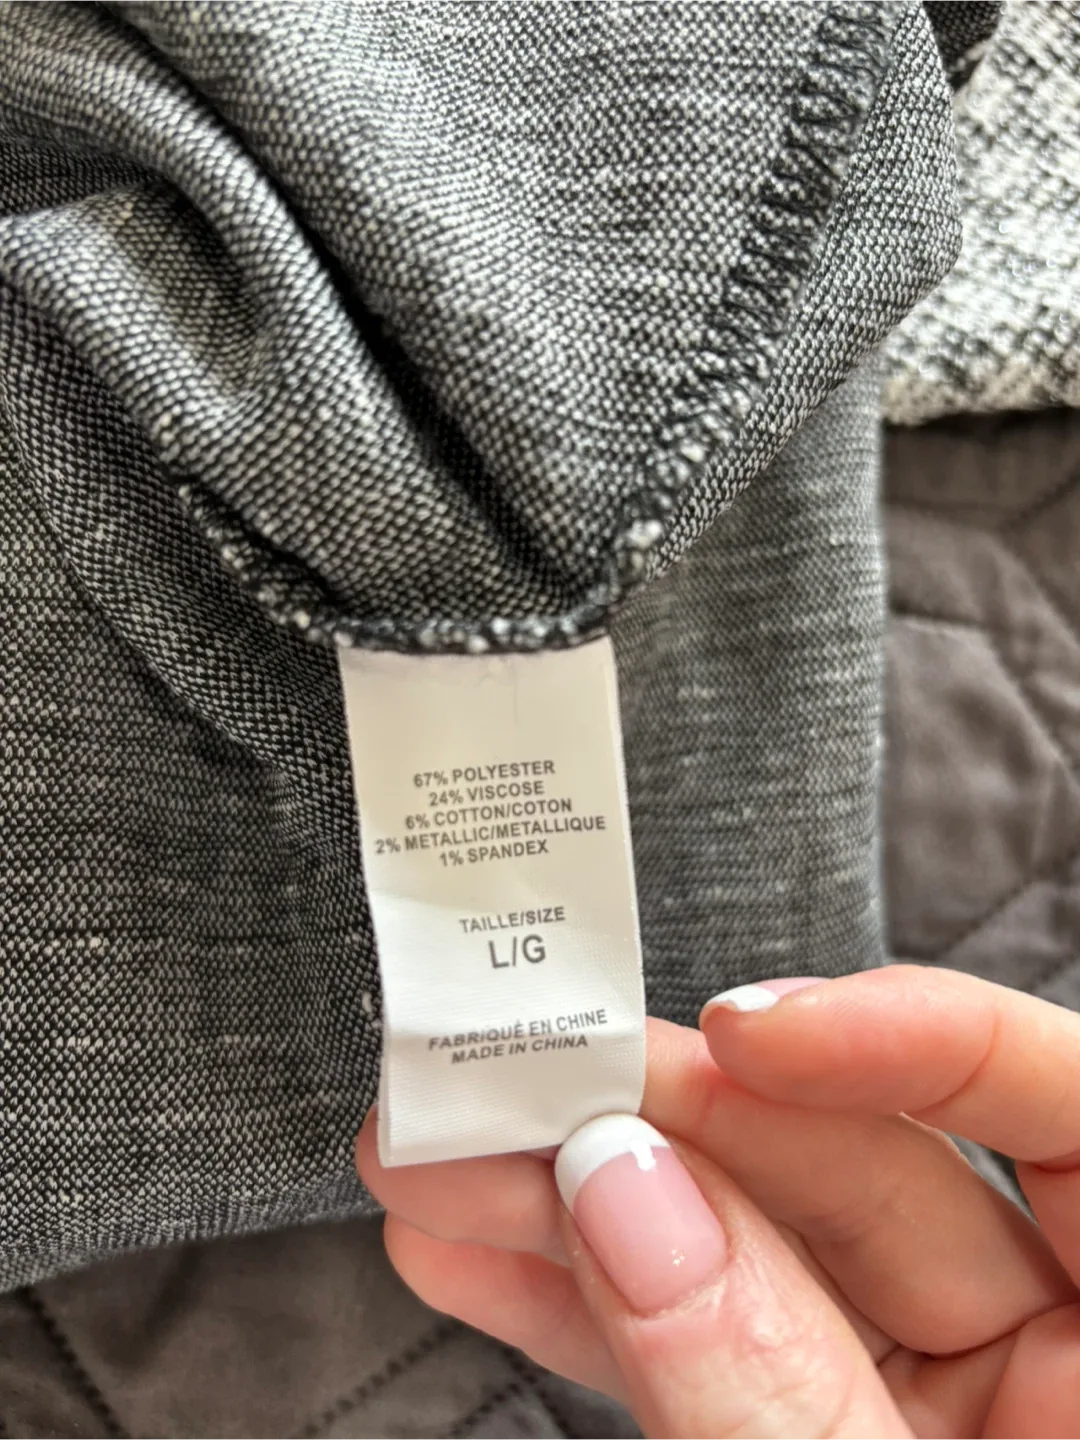 67% POLYESTER
24% VISCOSE
6% COTTON/COTON
2% METALLIC/METALLIQUE
1% SPANDEX
TAILLE/SIZE
L/G
FABRIQUÉ EN CHINE
MADE IN CHINA